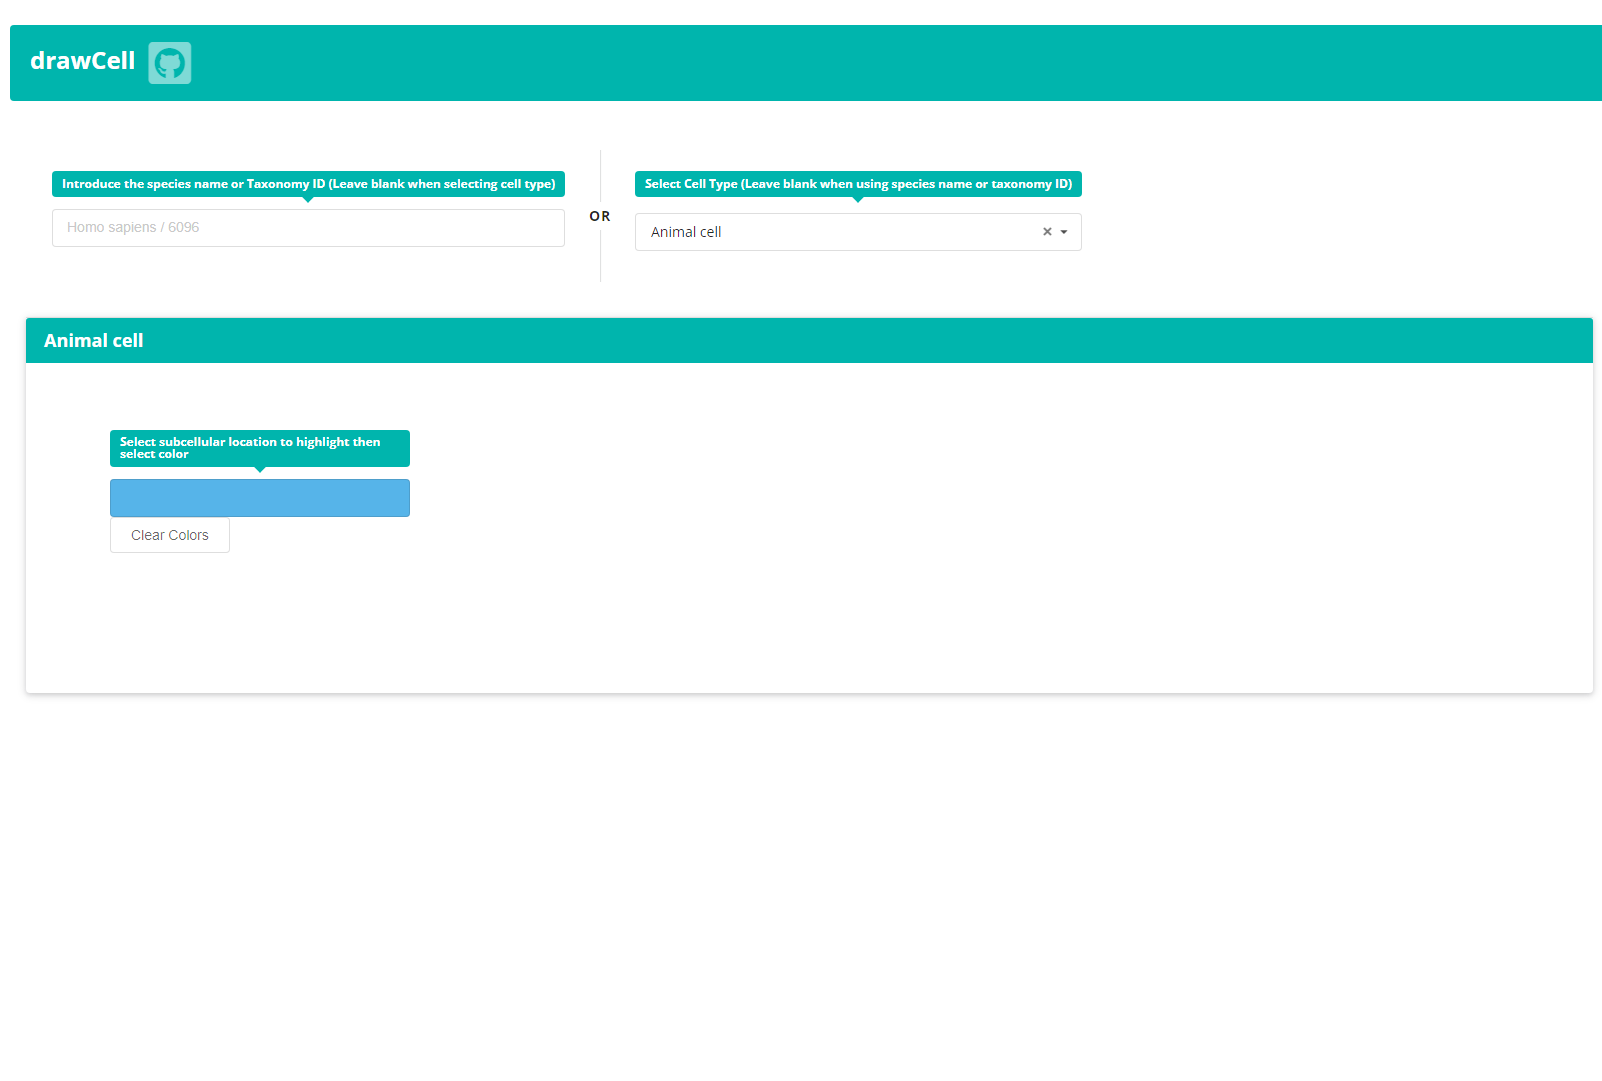 drawCell
Introduce the species name or Taxonomy ID (Leave blank when selecting cell type)
Homo sapiens / 6096
OR
Select Cell Type (Leave blank when using species name or taxonomy ID)
Animal cell
Animal cell
Select subcellular location to highlight then
select color
Clear Colors